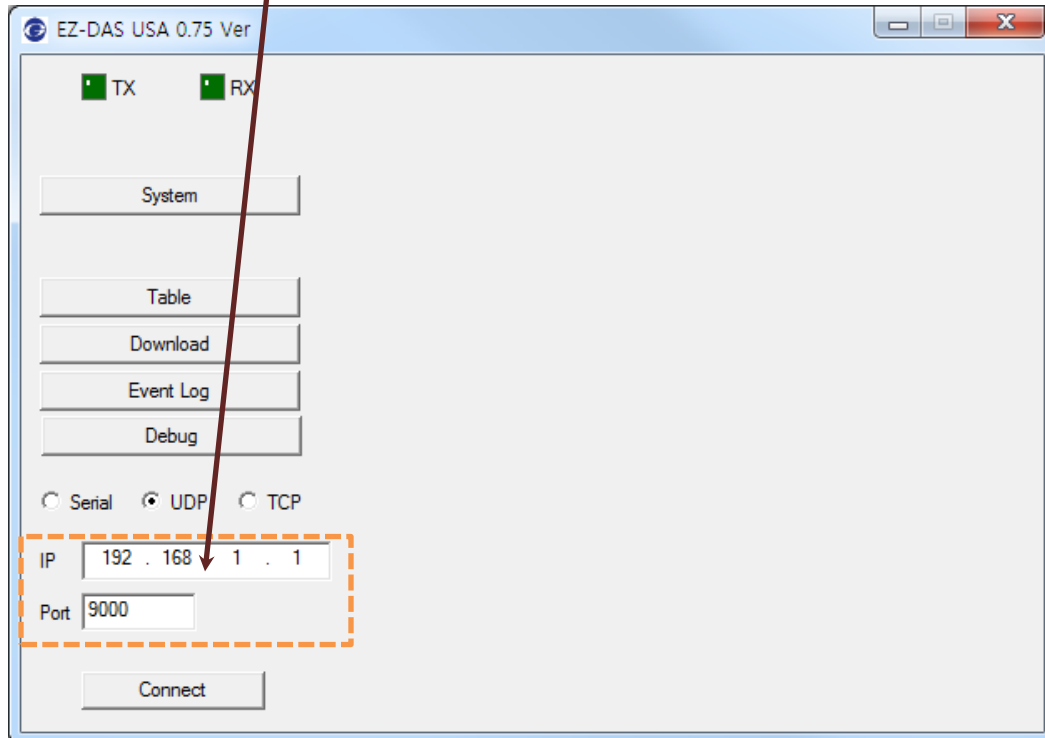 EZ-DAS USA 0.75 Ver
TX RX
System
Table
Download
Event Log
Debug
Serial UDP TCP
IP 192 . 168 1 . 1
Port 9000
Connect